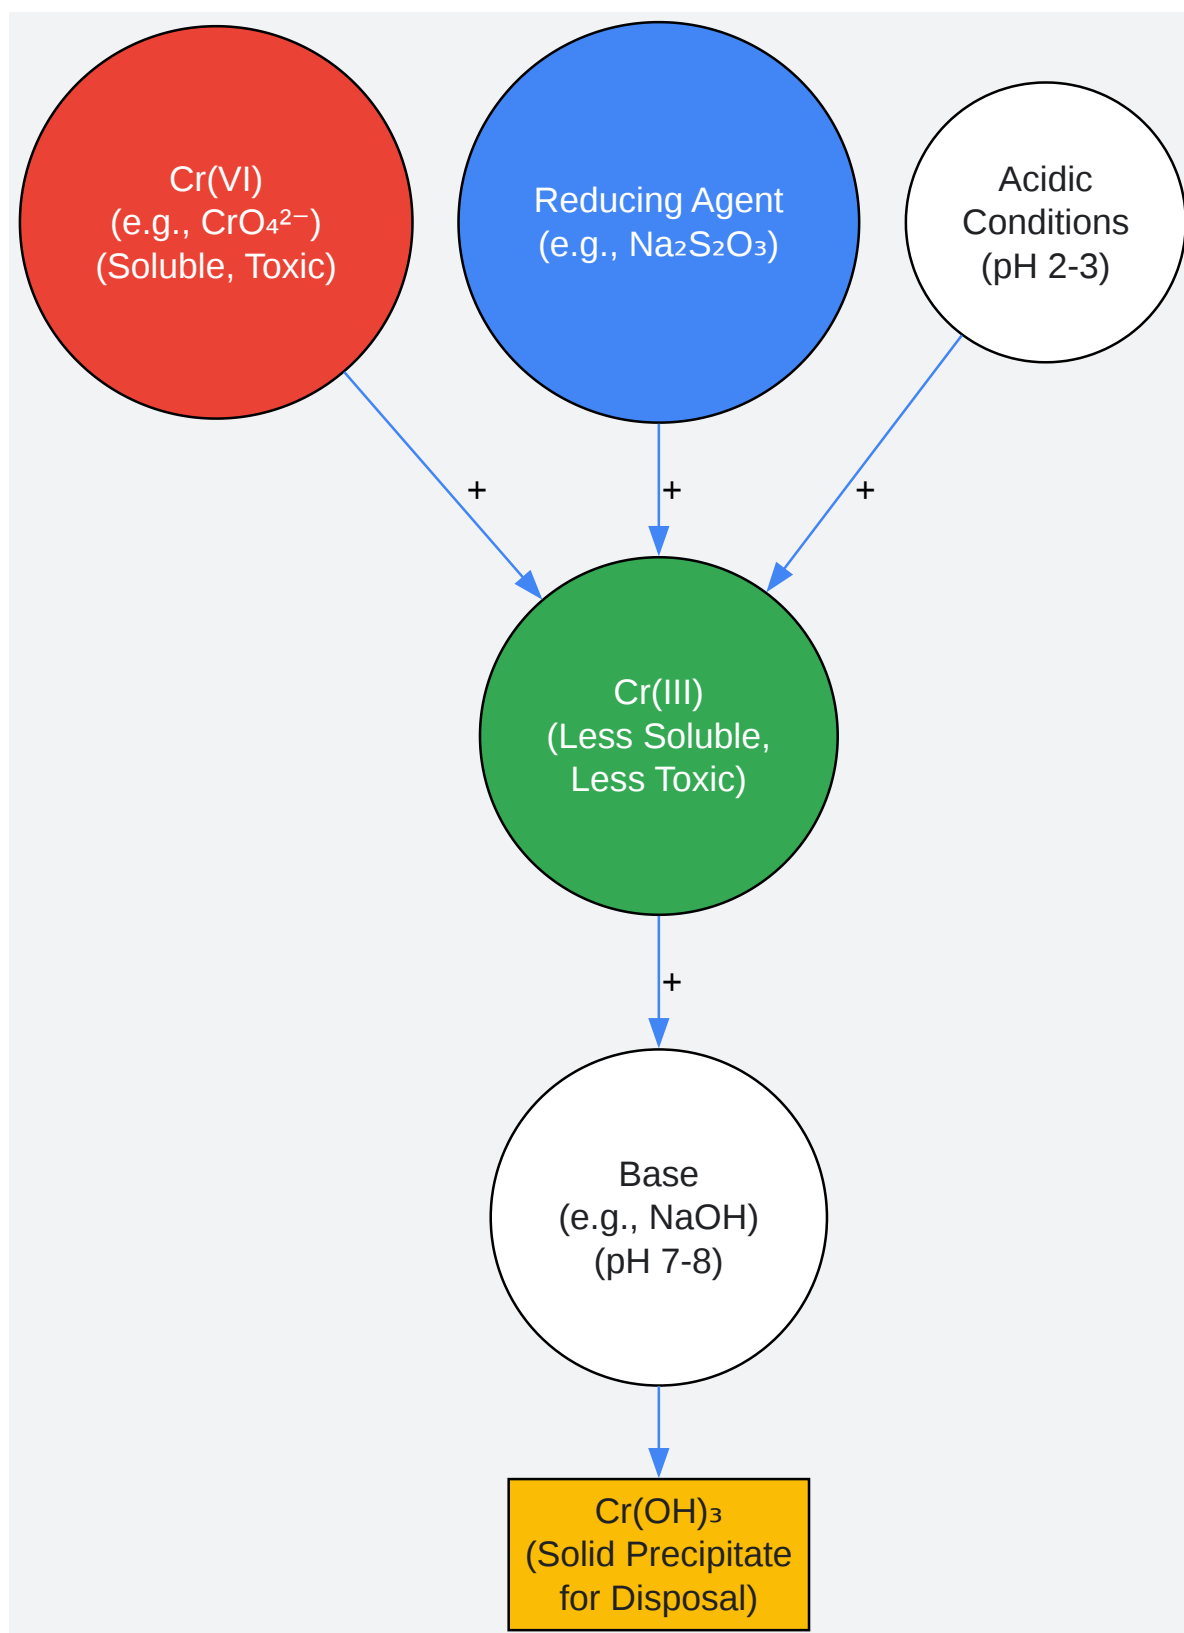 Cr(VI)
(e.g., CrO₄²⁻)
(Soluble, Toxic)
Reducing Agent
(e.g., Na₂S₂O₃)
Acidic
Conditions
(pH 2-3)
+
+
+
Cr(III)
(Less Soluble,
Less Toxic)
+
Base
(e.g., NaOH)
(pH 7-8)
Cr(OH)₃
(Solid Precipitate
for Disposal)